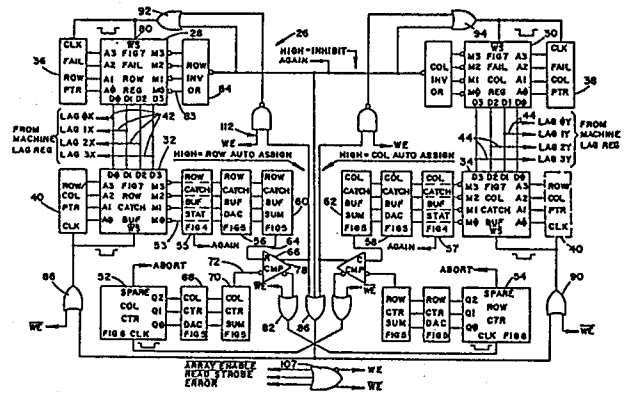 92
80
28
26
94
30
CLK
FAIL
ROW
PTR
36
A3 FIG7 M3
A2 FAIL M2
A1 ROW M1
A0 REG M0
WS
D0 D1 D2 D3
ROW
INV
OR
84
83
HIGH=INHIBIT
AGAIN
COL
INV
OR
M3 FIG7 A3
M2 FAIL A2
M1 COL A1
M0 REG A0
WS
D3 D2 D1 D0
CLK
FAIL
COL
PTR
38
FROM
MACHINE
LAG REG
LAG 0X
LAG 1X
LAG 2X
LAG 3X
42
32
112
WE
44
44
34
LAG 0Y
LAG 1Y
LAG 2Y
LAG 3Y
FROM
MACHINE
LAG REG
WE
HIGH=ROW AUTO ASSIGN
HIGH=COL AUTO ASSIGN
40
ROW/
COL
PTR
CLK
D0 D1 D2 D3
A3 FIG7 M3
A2 ROW M2
A1 CATCH M1
A0 BUF M0
WS
53
55
ROW
CATCH
BUF
STAT
FIG4
ROW
CATCH
BUF
DAC
FIG5
56
ROW
CATCH
BUF
SUM
FIG5
60
AGAIN
64
66
62
COL
CATCH
BUF
SUM
FIG5
COL
CATCH
BUF
DAC
FIG5
58
COL
CATCH
BUF
STAT
FIG4
57
AGAIN
D3 D2 D1 D0
M3 FIG7 A3
M2 COL A2
M1 CATCH A1
M0 BUF A0
WS
ROW
COL
PTR
CLK
40
ABORT
52
SPARE
COL
CTR
Q2
Q1
Q0
FIG6 CLK
68
COL
CTR
DAC
FIG5
70
COL
CTR
SUM
FIG5
72
CMP
78
WE
82
86
CMP
WE
ROW
CTR
SUM
FIG5
ROW
CTR
DAC
FIG5
ABORT
54
SPARE
ROW
CTR
Q2
Q1
Q0
CLK FIG6
86
WE
90
WE
ARRAY ENABLE
READ STROBE
ERROR
107
WE
WE